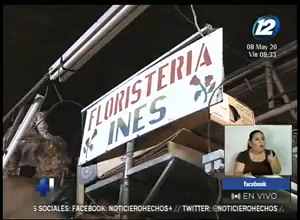 12
08 May 20
Vie 08:33
FLORISTERIA
INES
facebook
EN VIVO
S SOCIALES: FACEBOOK: NOTICIEROHECHOS+ // TWITTER: @NOTICIEROHECHOS //